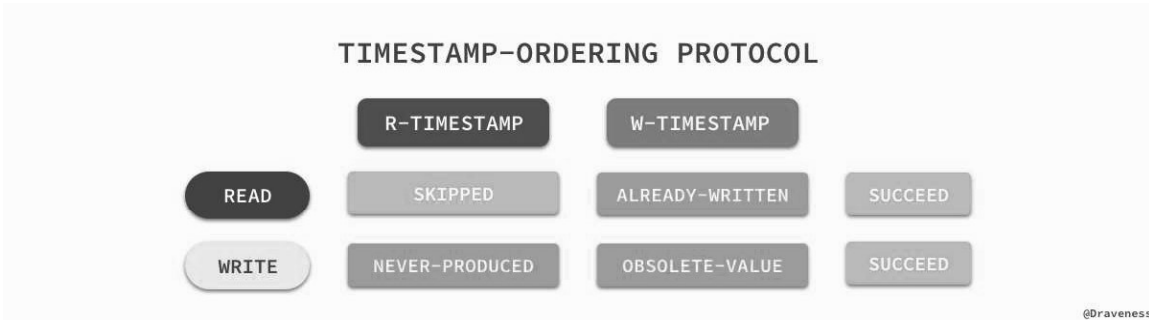 TIMESTAMP-ORDERING PROTOCOL
R-TIMESTAMP W-TIMESTAMP
READ SKIPPED ALREADY-WRITTEN SUCCEED
WRITE NEVER-PRODUCED OBSOLETE-VALUE SUCCEED
@Draveness